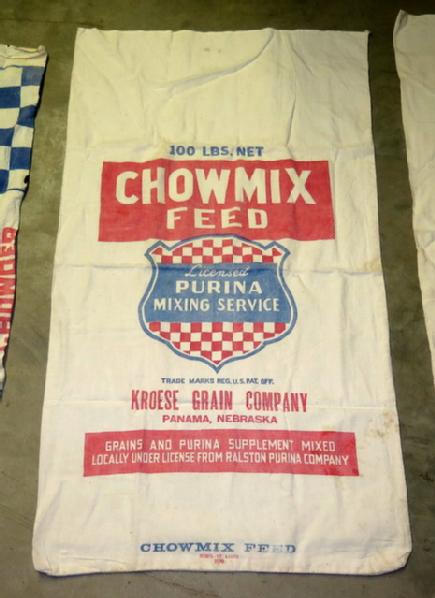 100 LBS. NET
CHOWMIX
FEED
Licensed
PURINA
MIXING SERVICE
TRADE MARKS REG. U.S. PAT. OFF.
KROESE GRAIN COMPANY
PANAMA, NEBRASKA
GRAINS AND PURINA SUPPLEMENT MIXED
LOCALLY UNDER LICENSE FROM RALSTON PURINA COMPANY
CHOWMIX FEED